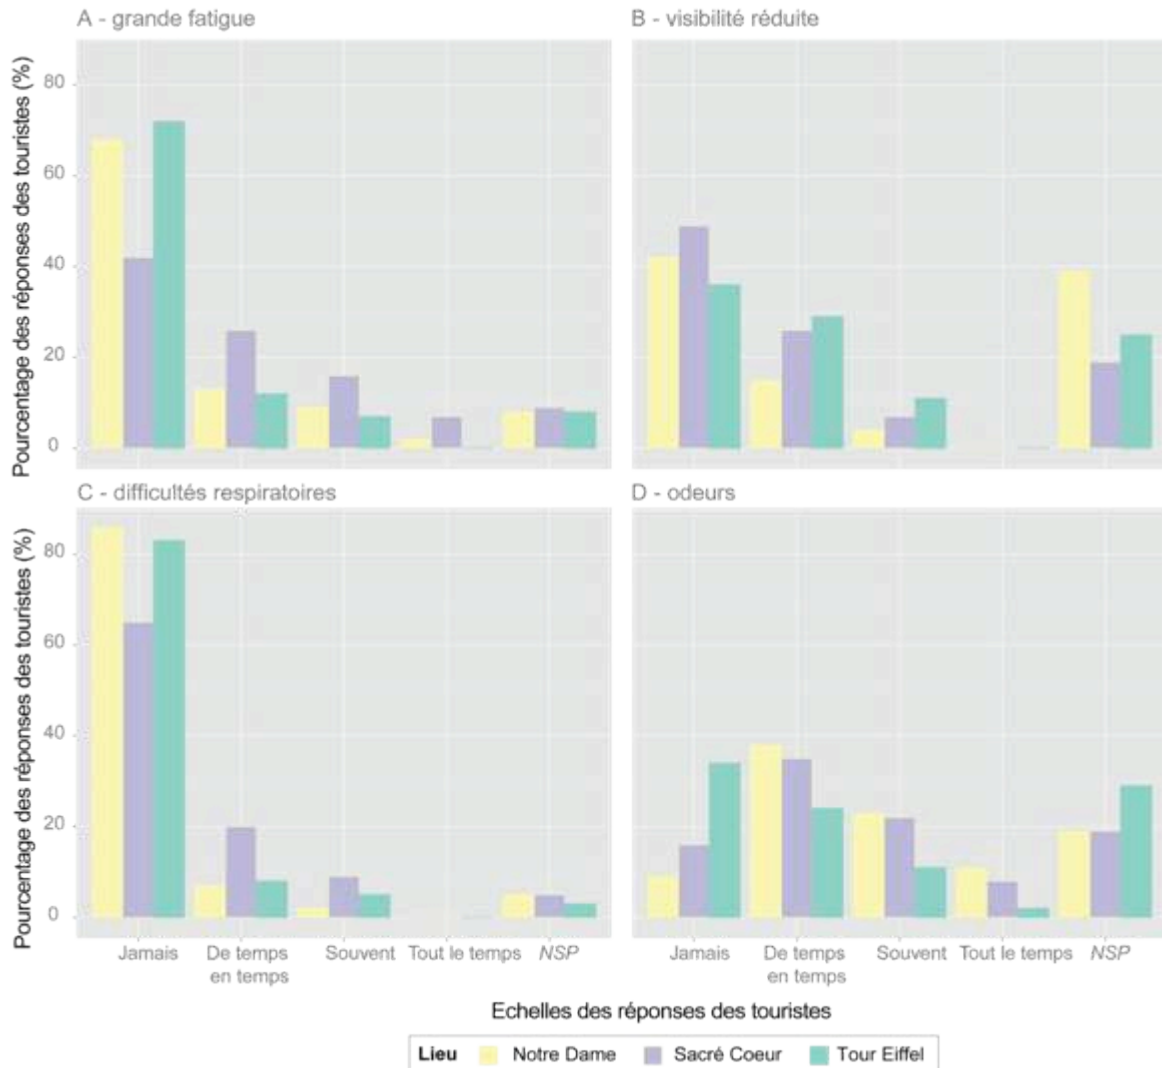 A - grande fatigue
B - visibilité réduite
Pourcentage des réponses des touristes (%)
80
60
40
20
0
C - difficultés respiratoires
D - odeurs
Pourcentage des réponses des touristes (%)
80
60
40
20
0
Jamais De temps en temps Souvent Tout le temps NSP
Jamais De temps en temps Souvent Tout le temps NSP
Echelles des réponses des touristes
Lieu Notre Dame Sacré Coeur Tour Eiffel